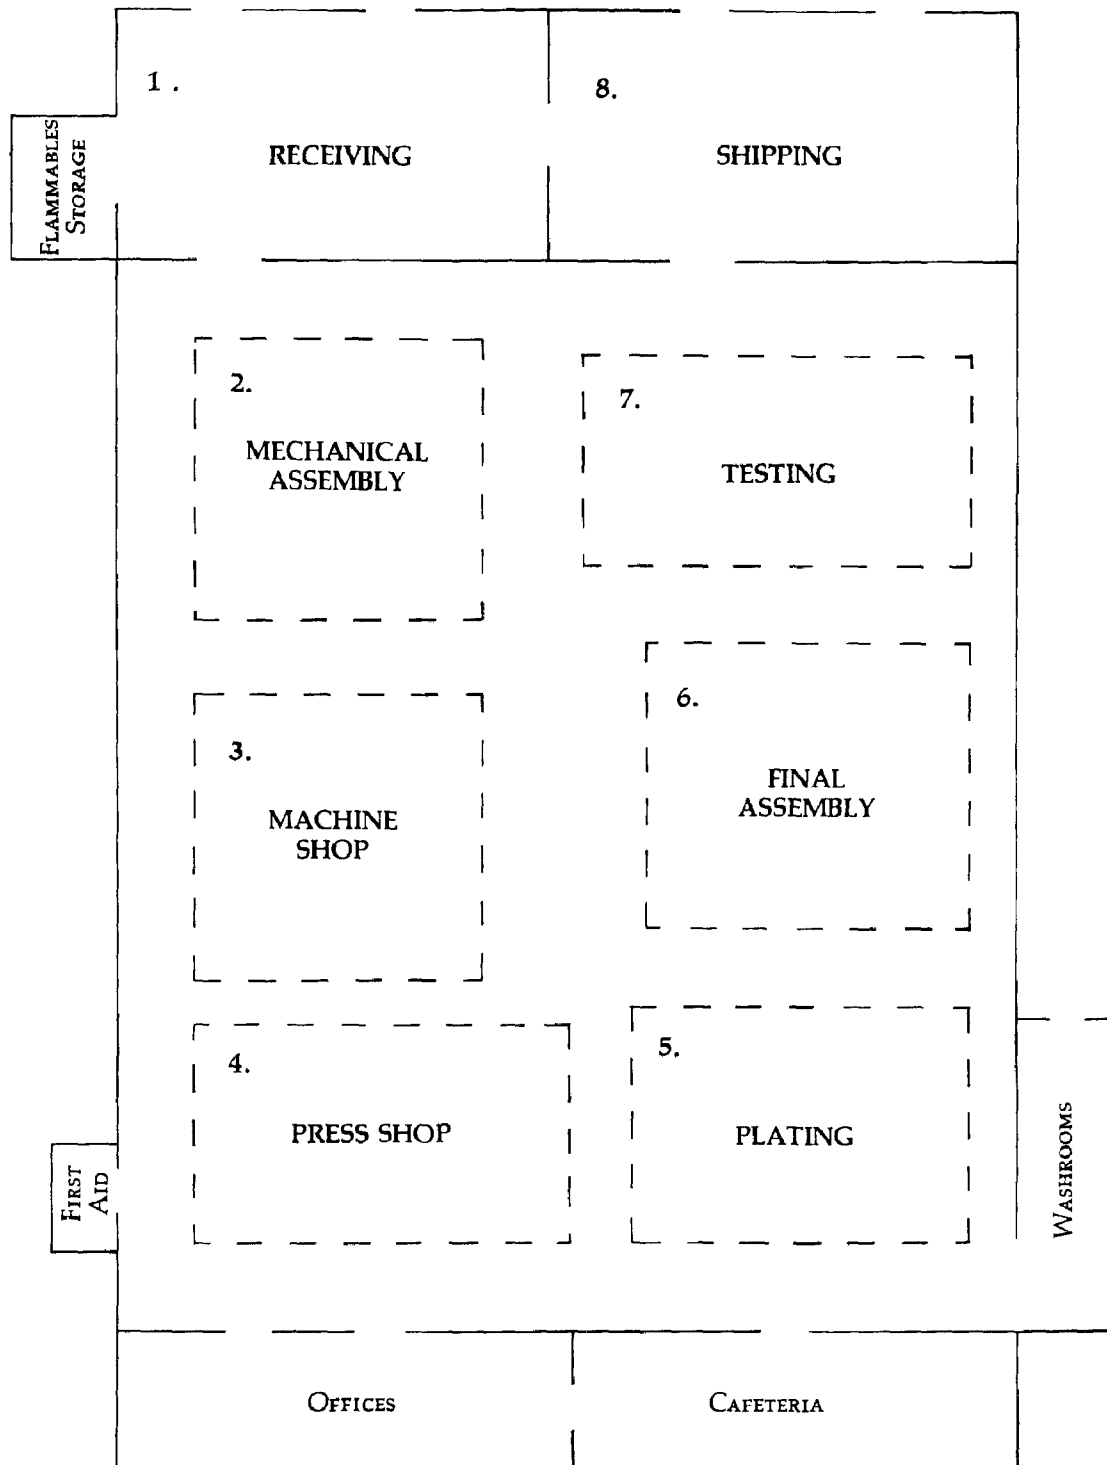 1.
RECEIVING
8.
SHIPPING
FLAMMABLES
STORAGE
2.
MECHANICAL
ASSEMBLY
7.
TESTING
3.
MACHINE
SHOP
6.
FINAL
ASSEMBLY
4.
PRESS SHOP
5.
PLATING
FIRST
AID
WASHROOMS
OFFICES
CAFETERIA